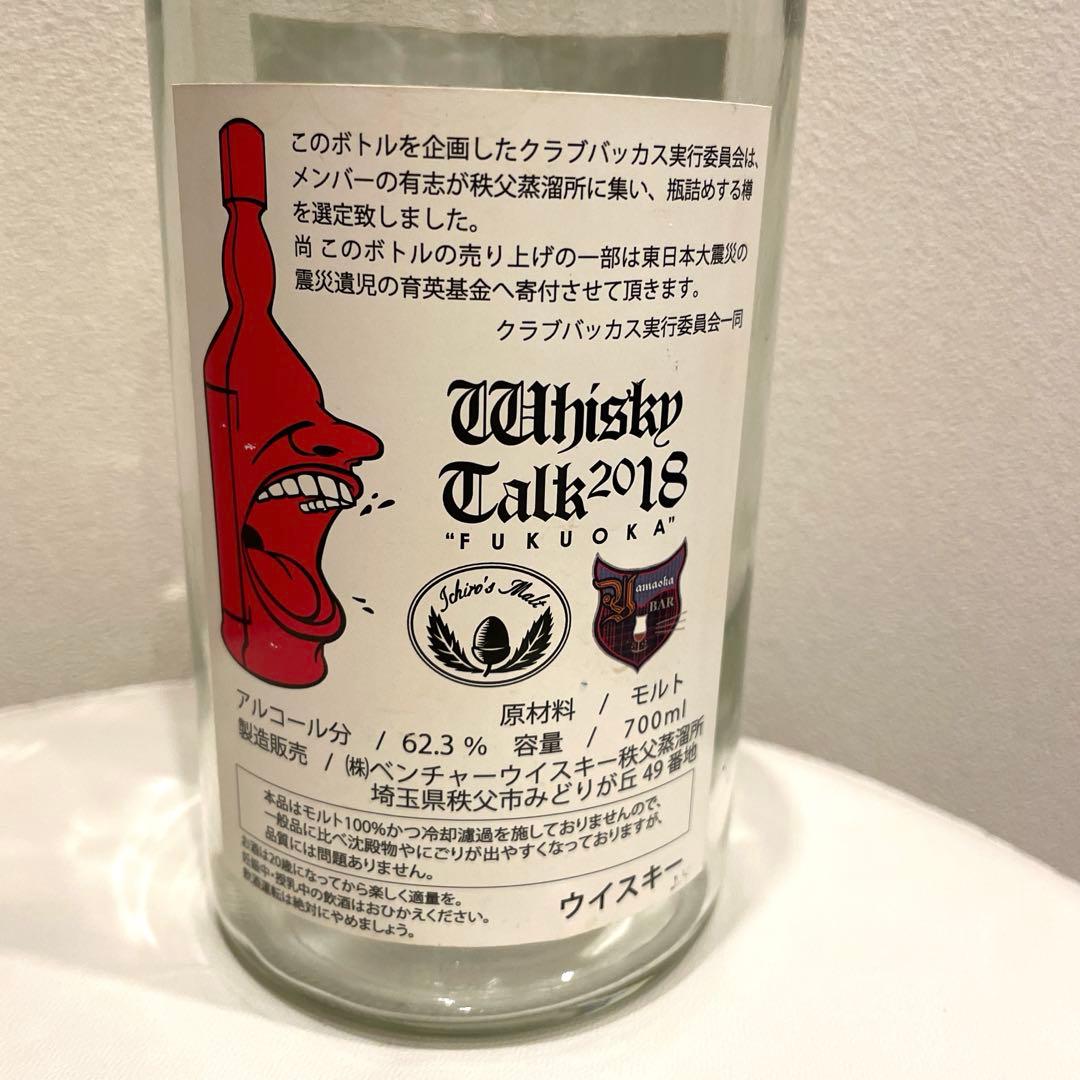 このボトルを企画したクラブバッカス実行委員会は、
メンバーの有志が秩父蒸溜所に集い、瓶詰めする樽
を選定致しました。
尚 このボトルの売り上げの一部は東日本大震災の
震災遺児の育英基金へ寄付させて頂きます。
クラブバッカス実行委員会一同
Whisky
Talk 2018
"FUKUOKA"
Ichiro's Malt
Yamaoka
BAR
原材料 / モルト
アルコール分 / 62.3 % 容量 / 700ml
製造販売 / ㈱ベンチャーウイスキー秩父蒸溜所
埼玉県秩父市みどりが丘 49 番地
本品はモルト100%かつ冷却濾過を施しておりませんので、
一般品に比べ沈殿物やにごりが出やすくなっておりますが、
品質には問題ありません。
お酒は20歳になってから楽しく適量を。
妊娠中・授乳中の飲酒はおひかえください。
飲酒運転は絶対にやめましょう。
ウイスキー